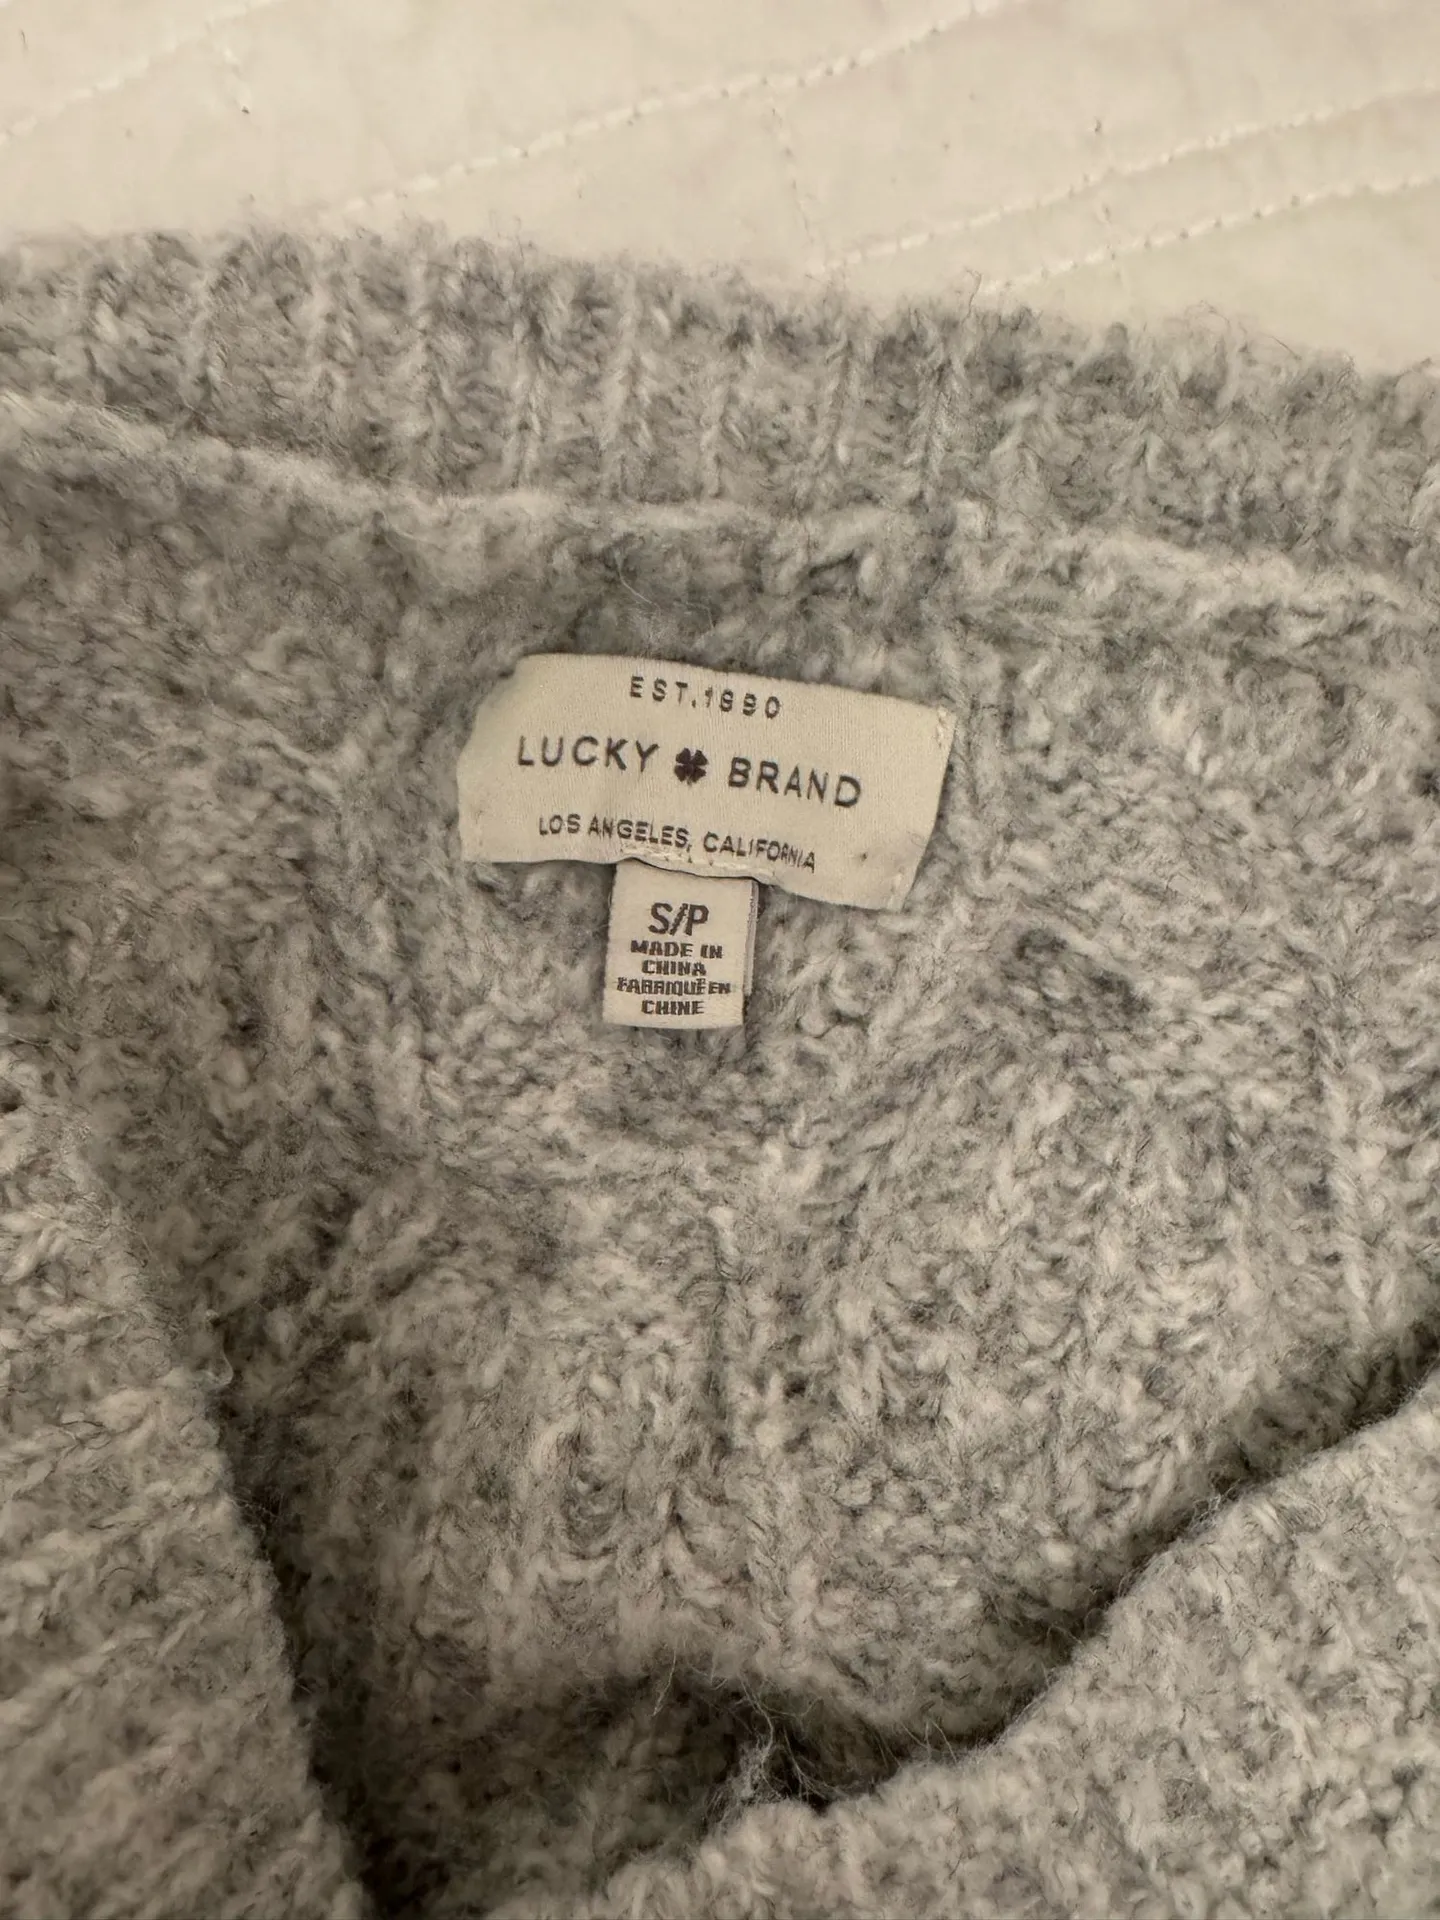 EST.1990
LUCKY BRAND
LOS ANGELES, CALIFORNIA
S/P
MADE IN
CHINA
FABRIQUÉ EN
CHINE